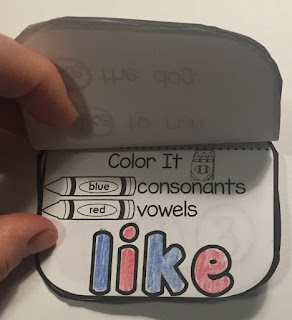 Color It
blue consonants
red vowels
like